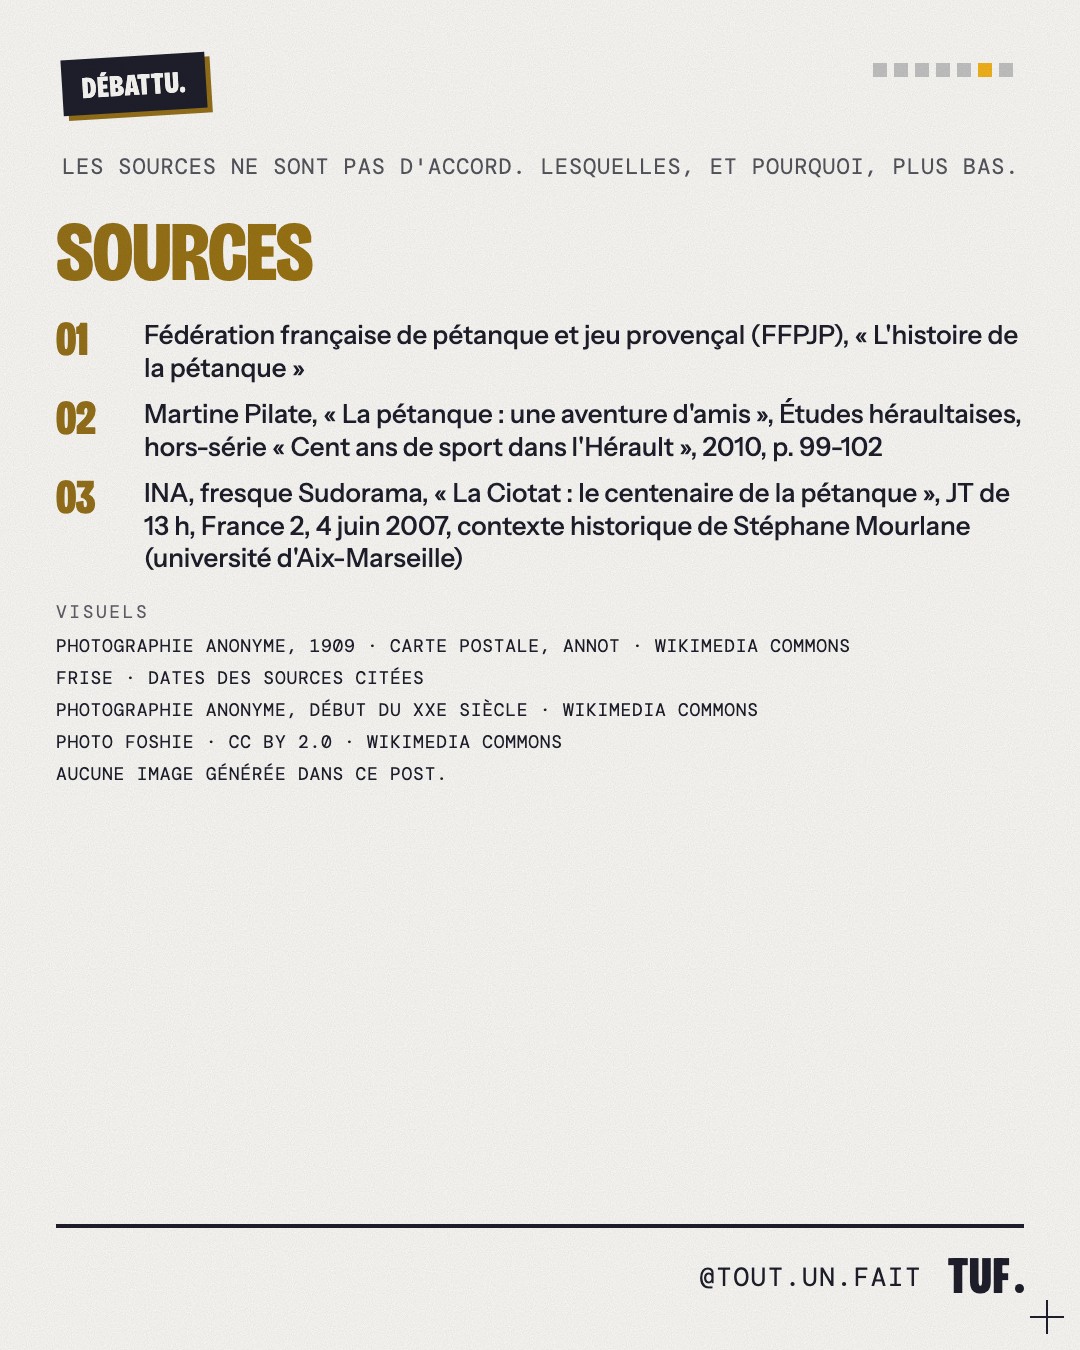 DÉBATTU.
LES SOURCES NE SONT PAS D'ACCORD. LESQUELLES, ET POURQUOI, PLUS BAS.
SOURCES
01 Fédération française de pétanque et jeu provençal (FFPJP), « L'histoire de
la pétanque »
02 Martine Pilate, « La pétanque : une aventure d'amis », Études héraultaises,
hors-série « Cent ans de sport dans l'Hérault », 2010, p. 99-102
03 INA, fresque Sudorama, « La Ciotat : le centenaire de la pétanque », JT de
13 h, France 2, 4 juin 2007, contexte historique de Stéphane Mourlane
(université d'Aix-Marseille)
VISUELS
PHOTOGRAPHIE ANONYME, 1909 · CARTE POSTALE, ANNOT · WIKIMEDIA COMMONS
FRISE · DATES DES SOURCES CITÉES
PHOTOGRAPHIE ANONYME, DÉBUT DU XXE SIÈCLE · WIKIMEDIA COMMONS
PHOTO FOSHIE · CC BY 2.0 · WIKIMEDIA COMMONS
AUCUNE IMAGE GÉNÉRÉE DANS CE POST.
@TOUT.UN.FAIT TUF.